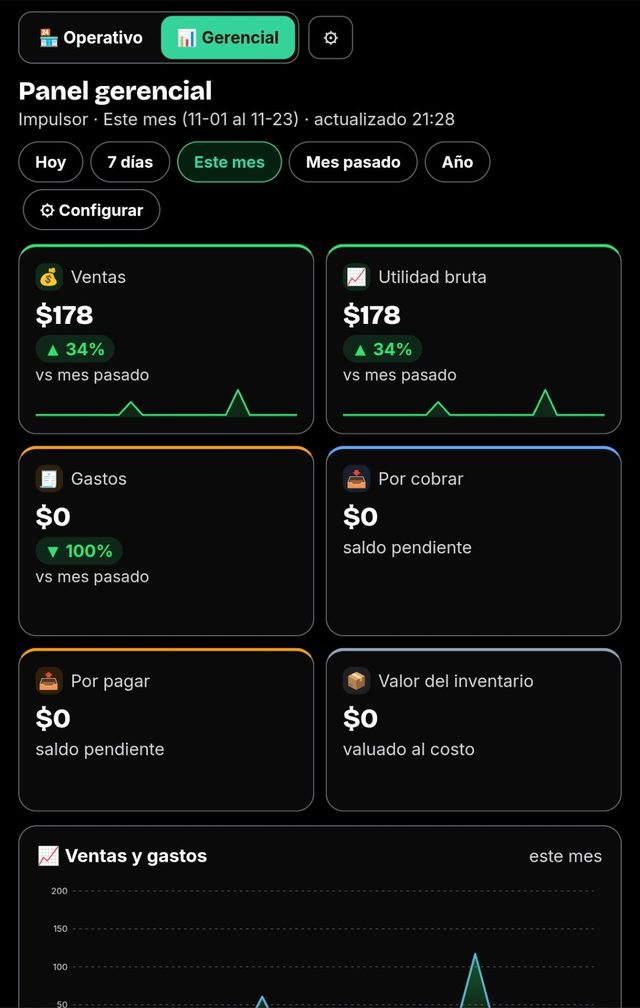 Operativo
Gerencial
Panel gerencial
Impulsor · Este mes (11-01 al 11-23) · actualizado 21:28
Hoy
7 días
Este mes
Mes pasado
Año
Configurar
Ventas
$178
▲ 34%
vs mes pasado
Utilidad bruta
$178
▲ 34%
vs mes pasado
Gastos
$0
▼ 100%
vs mes pasado
Por cobrar
$0
saldo pendiente
Por pagar
$0
saldo pendiente
Valor del inventario
$0
valuado al costo
Ventas y gastos
este mes
200
150
100
50